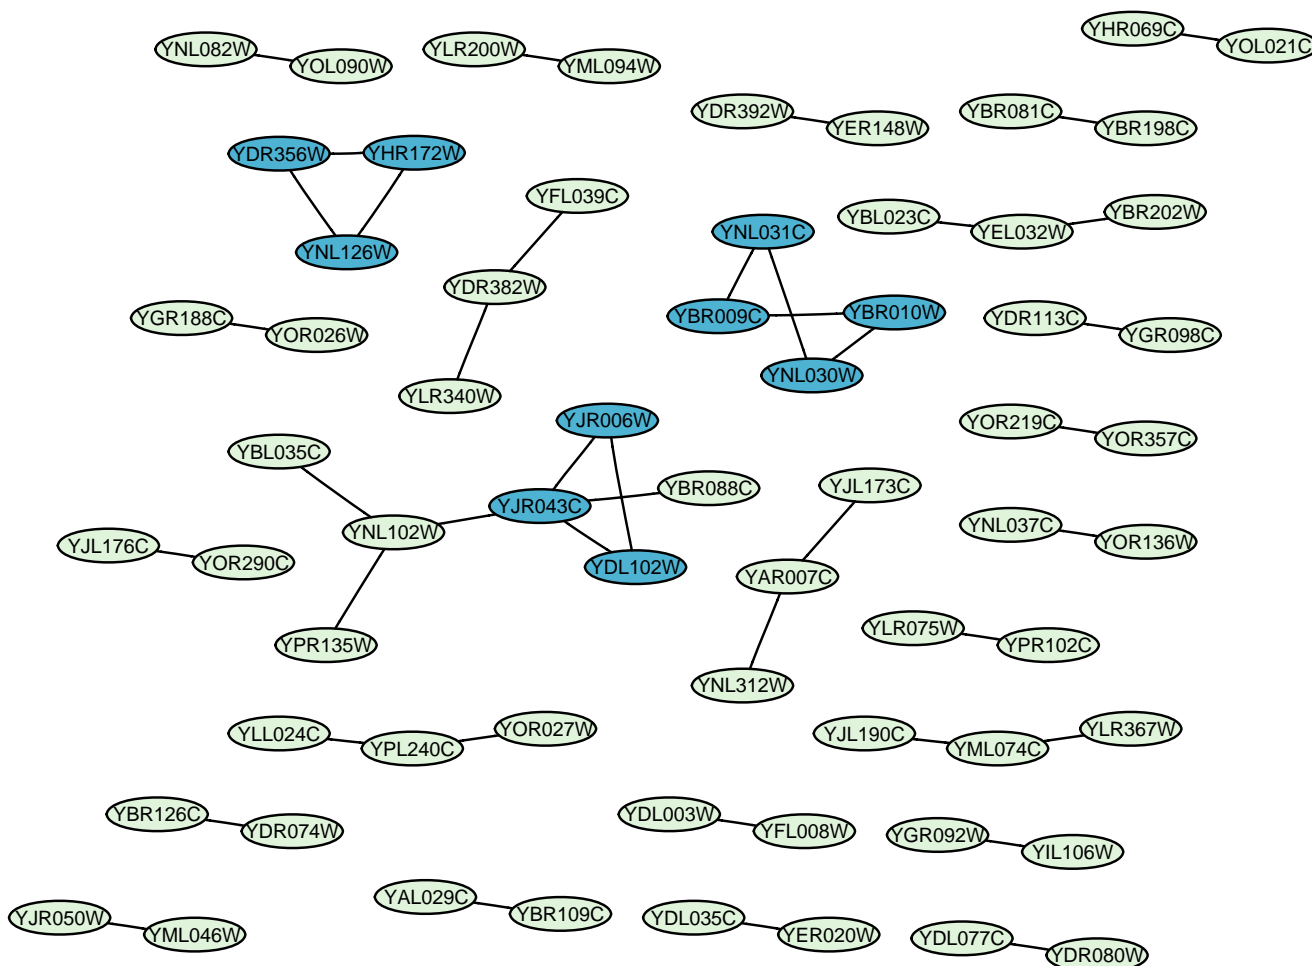 YHR069C
YOL021C
YNL082W
YOL090W
YLR200W
YML094W
YDR392W
YER148W
YBR081C
YBR198C
YDR356W
YHR172W
YNL126W
YFL039C
YDR382W
YLR340W
YNL031C
YBR009C
YBR010W
YNL030W
YBL023C
YEL032W
YBR202W
YGR188C
YOR026W
YDR113C
YGR098C
YOR219C
YOR357C
YJR006W
YJR043C
YBR088C
YDL102W
YBL035C
YNL102W
YPR135W
YJL176C
YOR290C
YJL173C
YAR007C
YNL312W
YNL037C
YOR136W
YLR075W
YPR102C
YLL024C
YPL240C
YOR027W
YJL190C
YML074C
YLR367W
YBR126C
YDR074W
YDL003W
YFL008W
YGR092W
YIL106W
YJR050W
YML046W
YAL029C
YBR109C
YDL035C
YER020W
YDL077C
YDR080W